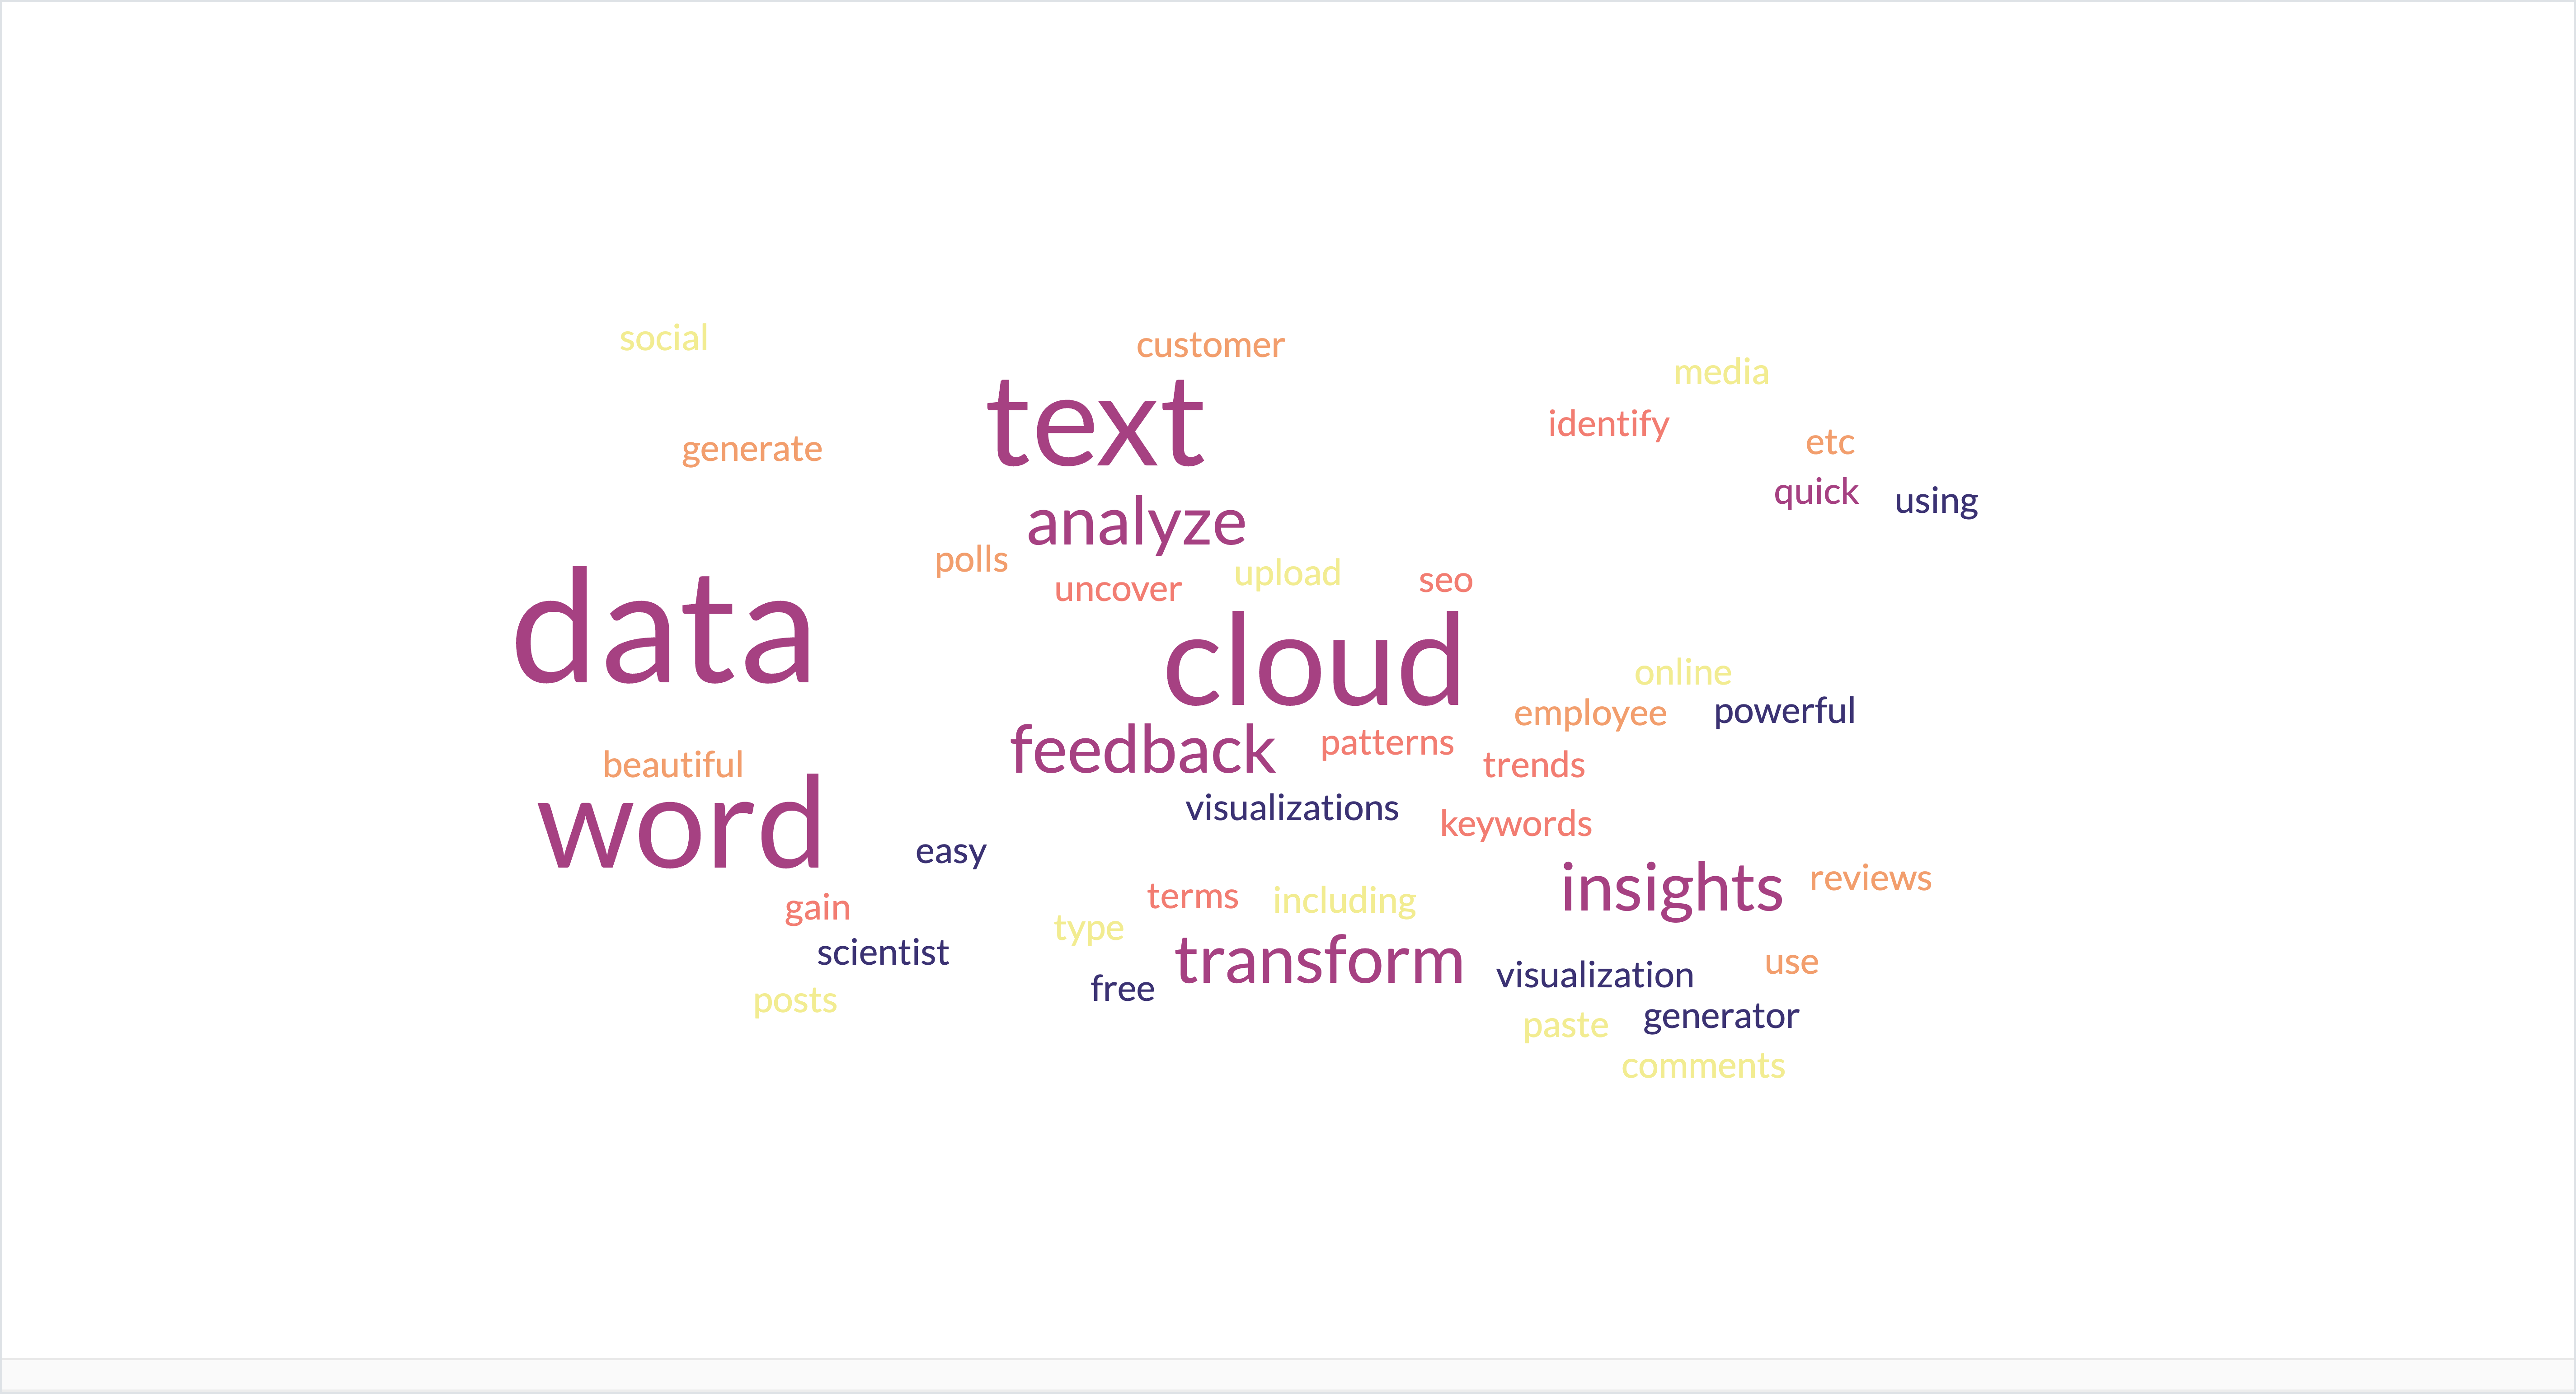 social
customer
media
text
identify
generate
etc
quick using
analyze
polls
uncover upload seo
data
cloud
online
employee powerful
feedback patterns trends
beautiful
visualizations
word
keywords
easy
insights reviews
gain
terms including
type
scientist
transform
visualization use
free
posts
paste generator
comments